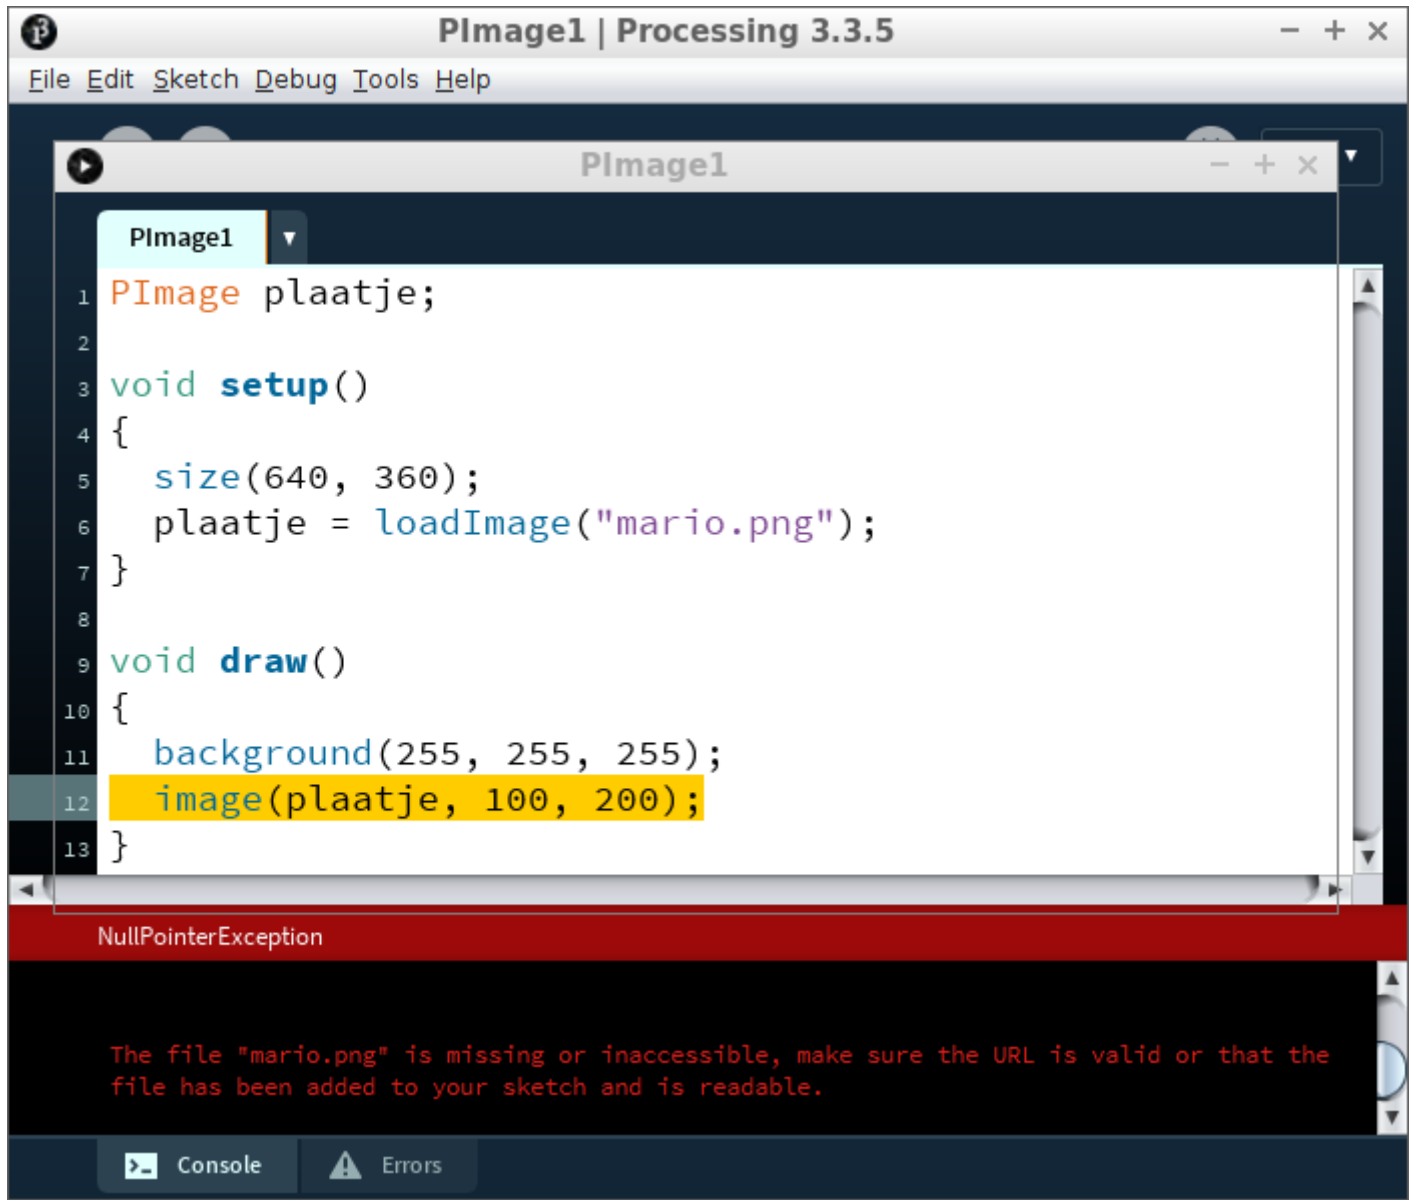 PImage1 | Processing 3.3.5
File Edit Sketch Debug Tools Help
PImage1
PImage1
1 PImage plaatje;
2
3 void setup()
4 {
5 size(640, 360);
6 plaatje = loadImage("mario.png");
7 }
8
9 void draw()
10 {
11 background(255, 255, 255);
12 image(plaatje, 100, 200);
13 }
NullPointerException
The file "mario.png" is missing or inaccessible, make sure the URL is valid or that the
file has been added to your sketch and is readable.
Console Errors